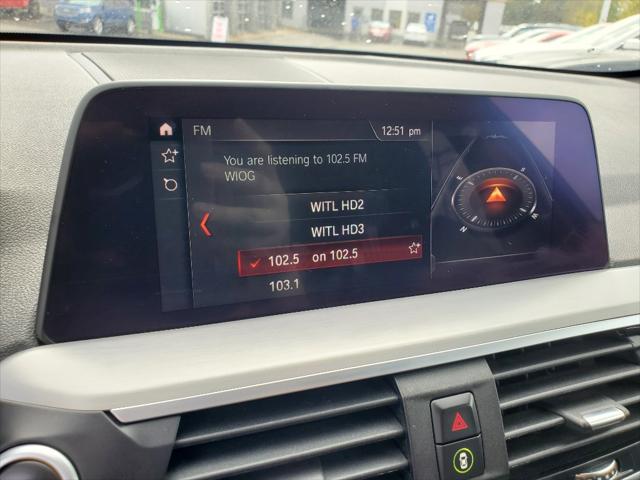 FM
12:51 pm
You are listening to 102.5 FM
WIOG
WITL HD2
WITL HD3
102.5 on 102.5
103.1
N